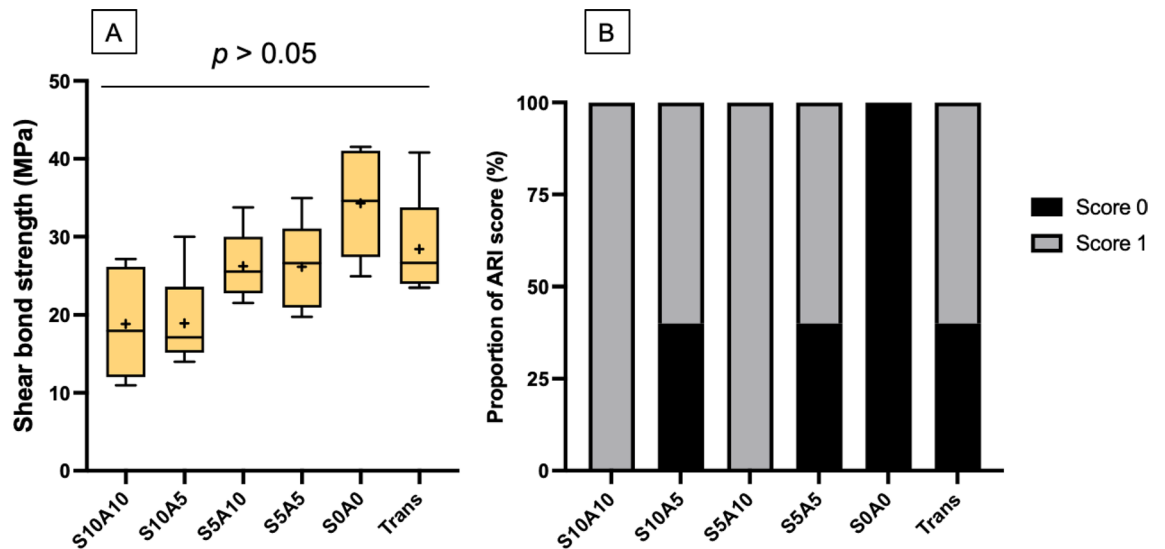 A
p > 0.05
Shear bond strength (MPa)
50
40
30
20
10
0
S10A10
S10A5
S5A10
S5A5
S0A0
Trans
B
Proportion of ARI score (%)
100
75
50
25
0
S10A10
S10A5
S5A10
S5A5
S0A0
Trans
Score 0
Score 1